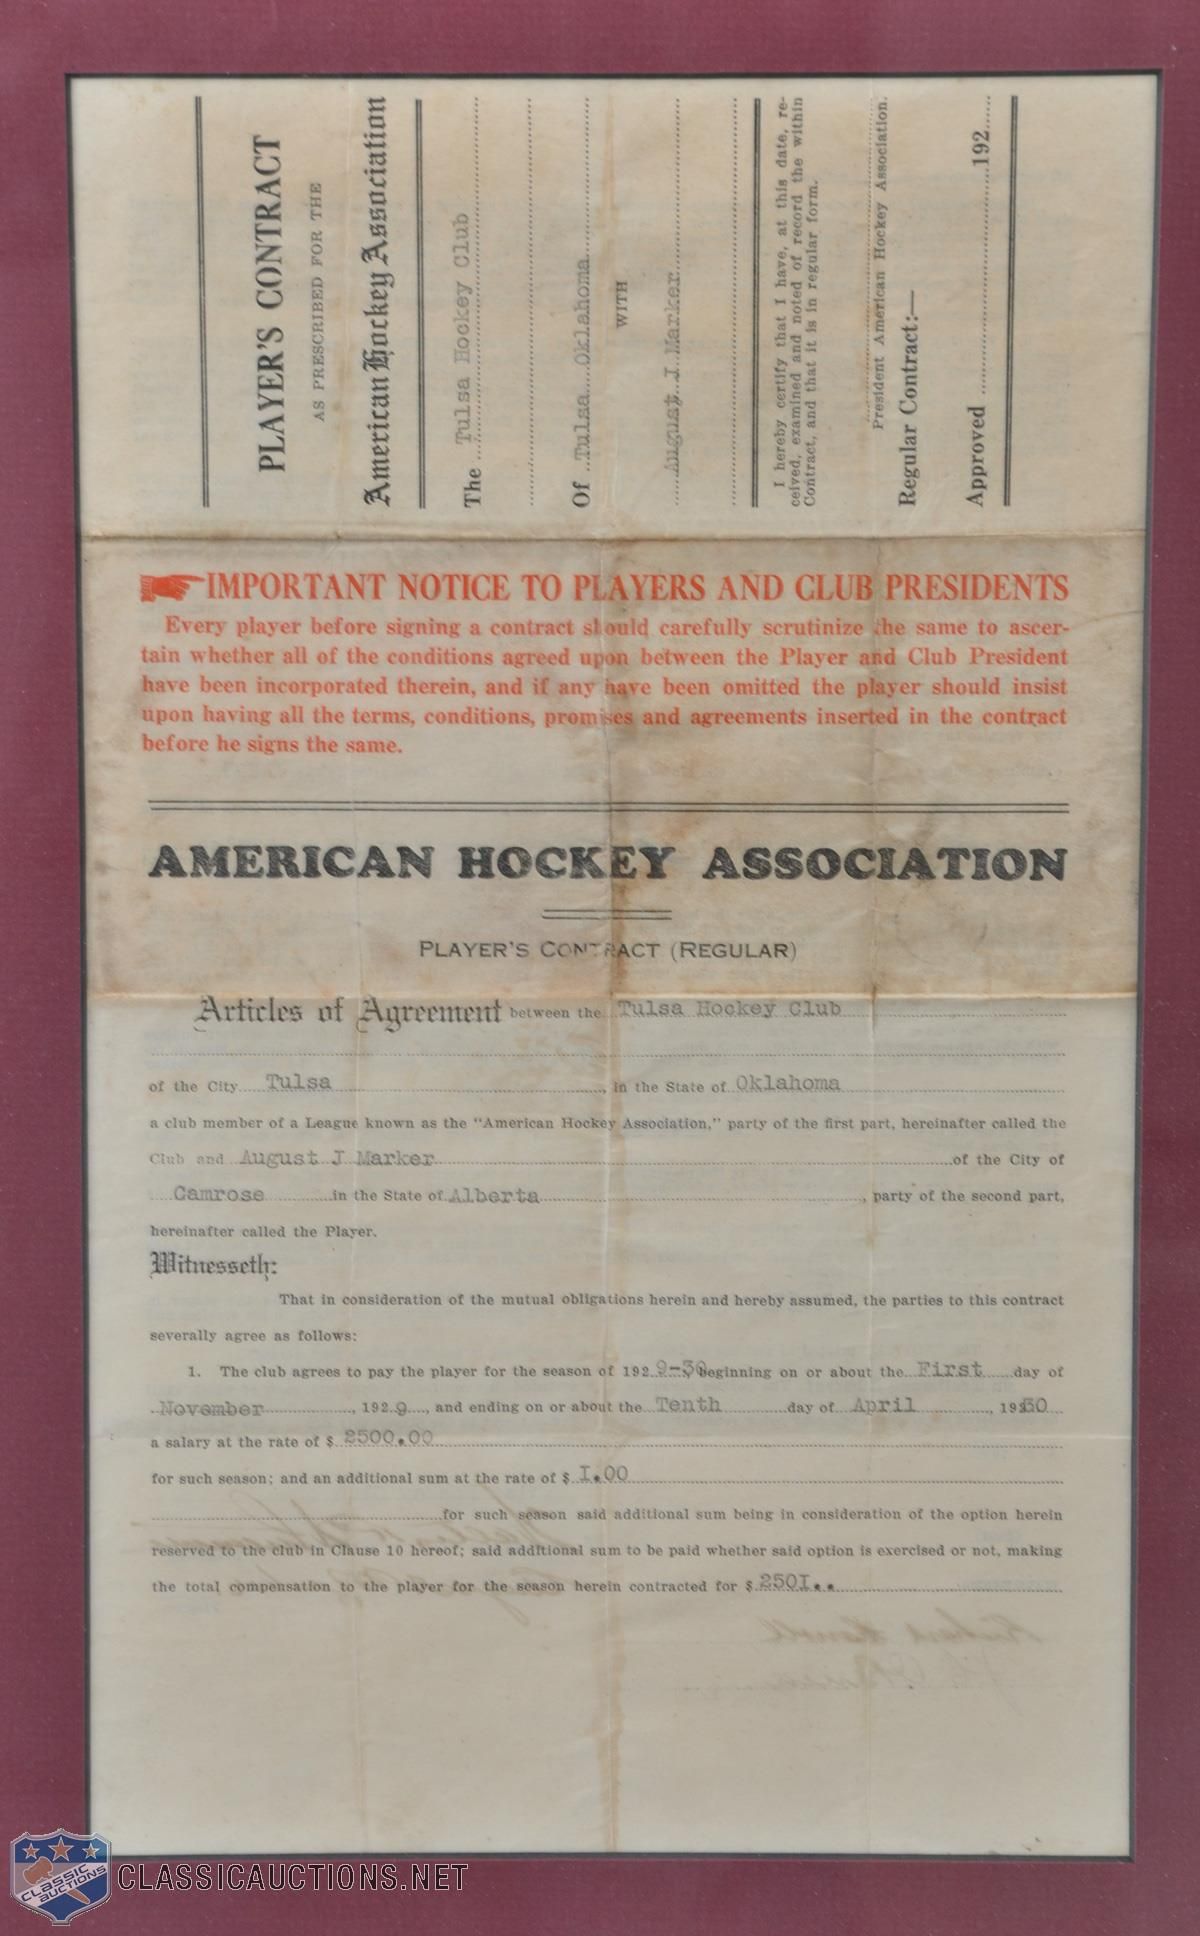 PLAYER'S CONTRACT
AS PRESCRIBED FOR THE
American Hockey Association
The Tulsa Hockey Club
Of Tulsa Oklahoma
WITH
August J Marker
I hereby certify that I have, at this date, re-
ceived, examined and noted of record the within
Contract, and that it is in regular form.
President American Hockey Association.
Regular Contract:—
Approved 192
IMPORTANT NOTICE TO PLAYERS AND CLUB PRESIDENTS
Every player before signing a contract should carefully scrutinize the same to ascer-
tain whether all of the conditions agreed upon between the Player and Club President
have been incorporated therein, and if any have been omitted the player should insist
upon having all the terms, conditions, promises and agreements inserted in the contract
before he signs the same.
AMERICAN HOCKEY ASSOCIATION
PLAYER'S CONTRACT (REGULAR)
Articles of Agreement between the Tulsa Hockey Club
of the City Tulsa, in the State of Oklahoma
a club member of a League known as the "American Hockey Association," party of the first part, hereinafter called the
Club and August J Marker of the City of
Camrose in the State of Alberta, party of the second part,
hereinafter called the Player.
Witnesseth:
That in consideration of the mutual obligations herein and hereby assumed, the parties to this contract
severally agree as follows:
1. The club agrees to pay the player for the season of 1929-30 beginning on or about the First day of
November, 1929, and ending on or about the Tenth day of April, 1930
a salary at the rate of $ 2500.00
for such season; and an additional sum at the rate of $ I.00
for such season said additional sum being in consideration of the option herein
reserved to the club in Clause 10 hereof; said additional sum to be paid whether said option is exercised or not, making
the total compensation to the player for the season herein contracted for $ 250I..
CLASSIC AUCTIONS
CLASSICAUCTIONS.NET